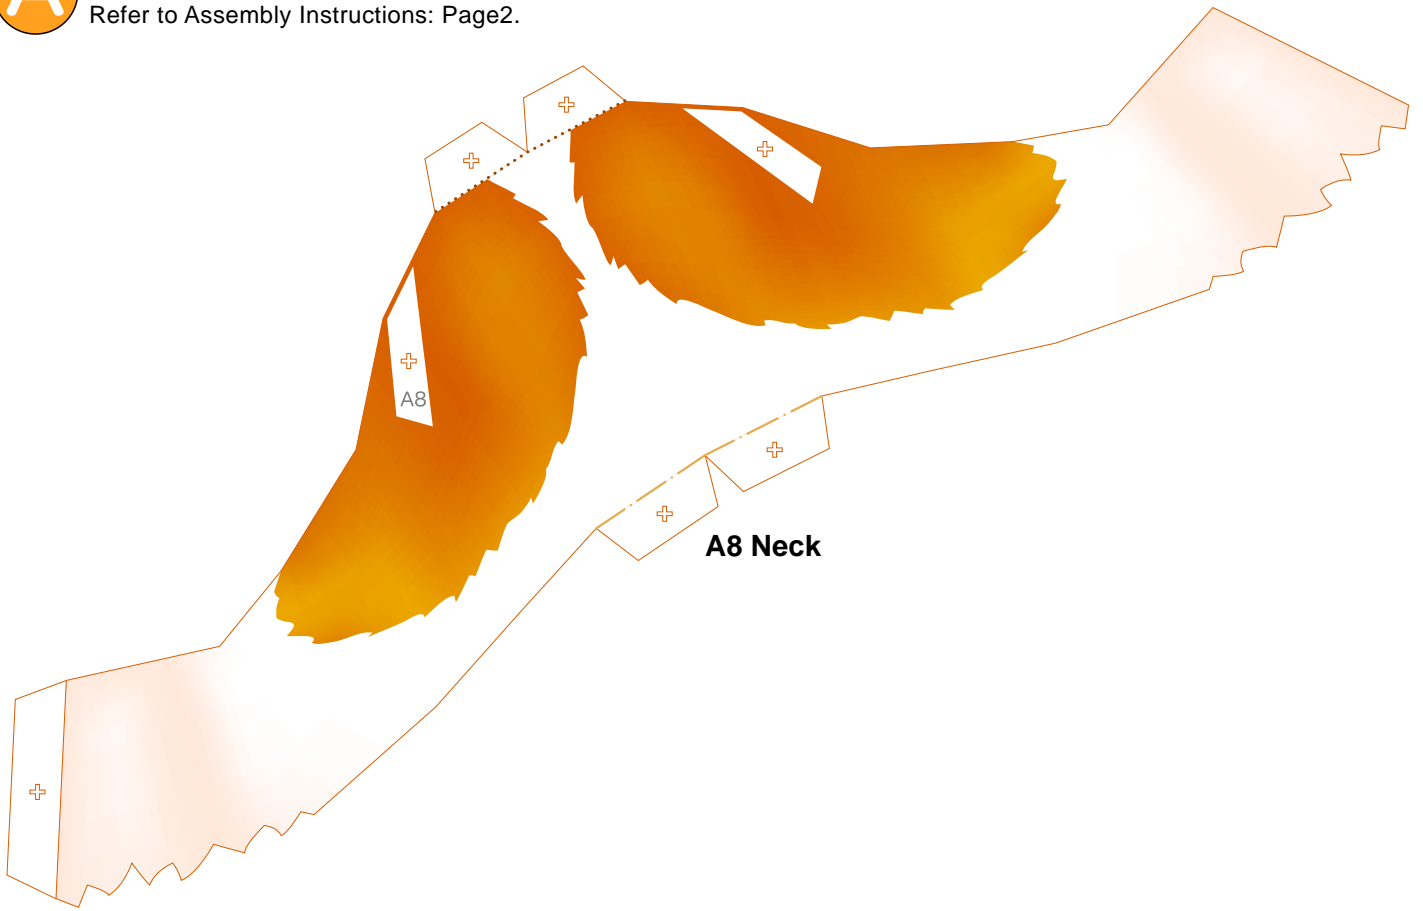 Refer to Assembly Instructions: Page2.
A8
A8 Neck